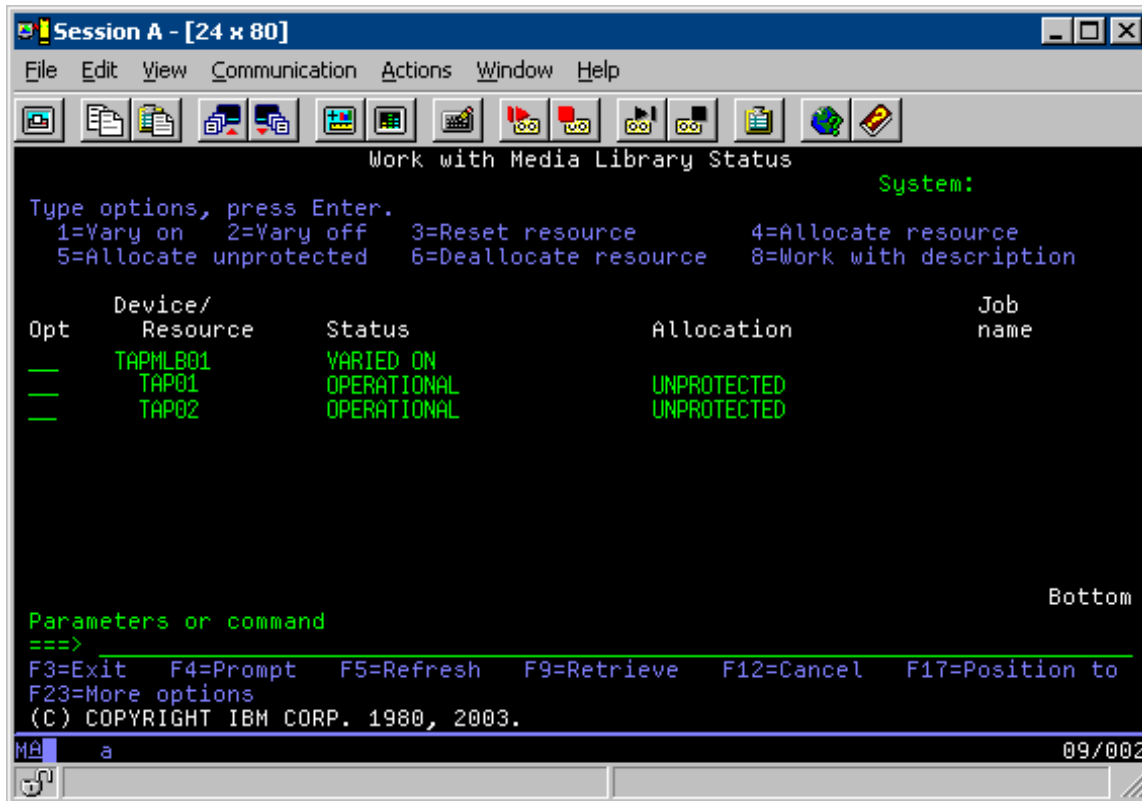 Session A - [24 x 80]
File Edit View Communication Actions Window Help
Work with Media Library Status
System:
Type options, press Enter.
1=Vary on 2=Vary off 3=Reset resource 4=Allocate resource
5=Allocate unprotected 6=Deallocate resource 8=Work with description
Device/ Job
Opt Resource Status Allocation name
TAPMLB01 VARIED ON
TAP01 OPERATIONAL UNPROTECTED
TAP02 OPERATIONAL UNPROTECTED
Bottom
Parameters or command
===>
F3=Exit F4=Prompt F5=Refresh F9=Retrieve F12=Cancel F17=Position to
F23=More options
(C) COPYRIGHT IBM CORP. 1980, 2003.
MA a 09/002